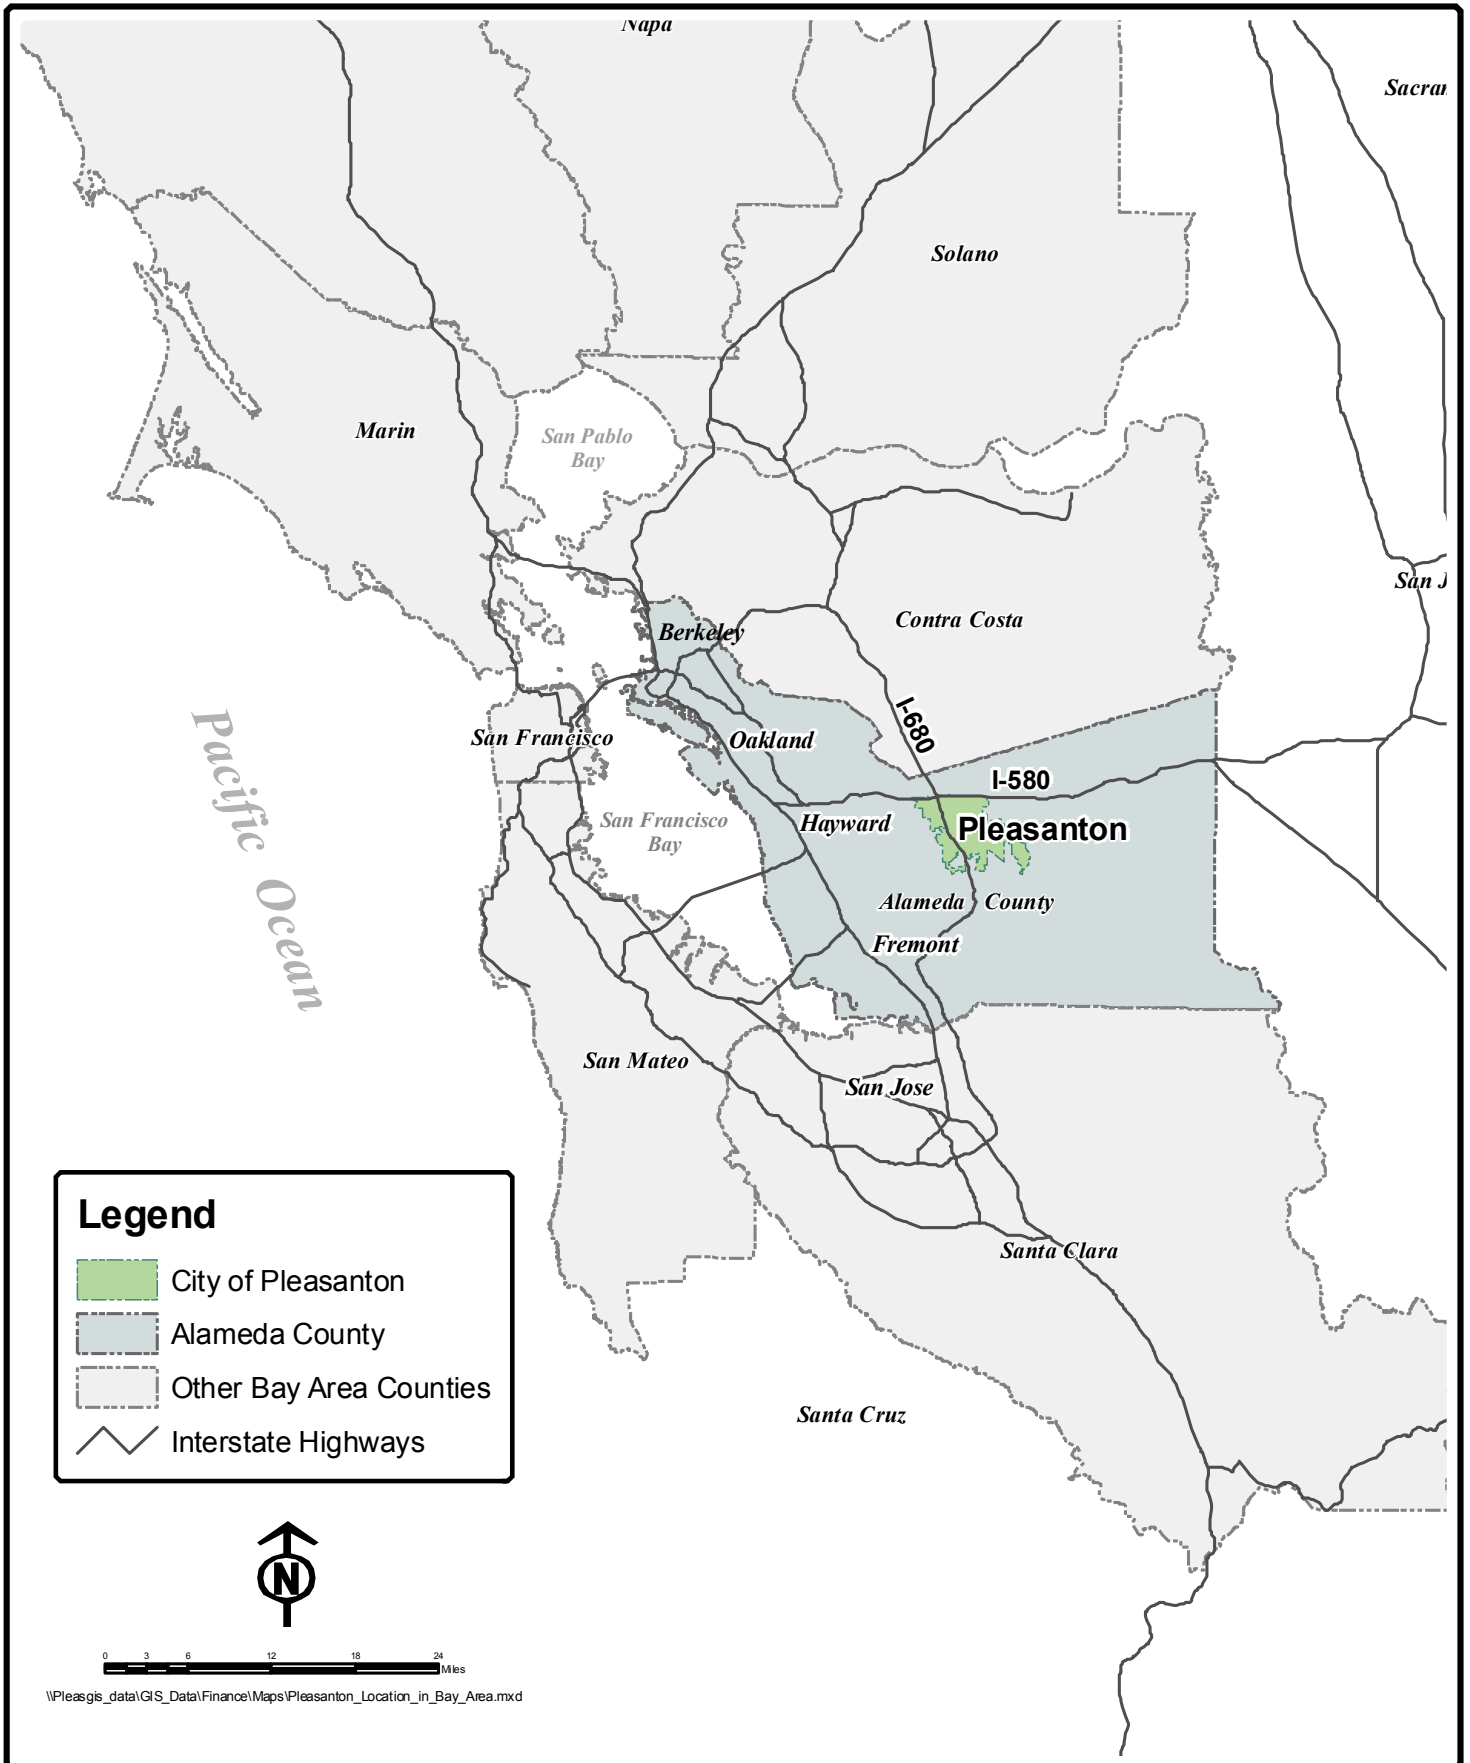 Napa
Sacran
Solano
Marin
San Pablo
Bay
San J
Contra Costa
Berkeley
I-680
Pacific Ocean
San Francisco
Oakland
I-580
San Francisco
Bay
Hayward
Pleasanton
Alameda County
Fremont
San Mateo
San Jose
Legend
City of Pleasanton
Alameda County
Other Bay Area Counties
Interstate Highways
Santa Clara
Santa Cruz
N
0 3 6 12 18 24
Miles
\\Pleasgis_data\GIS_Data\Finance\Maps\Pleasanton_Location_in_Bay_Area.mxd